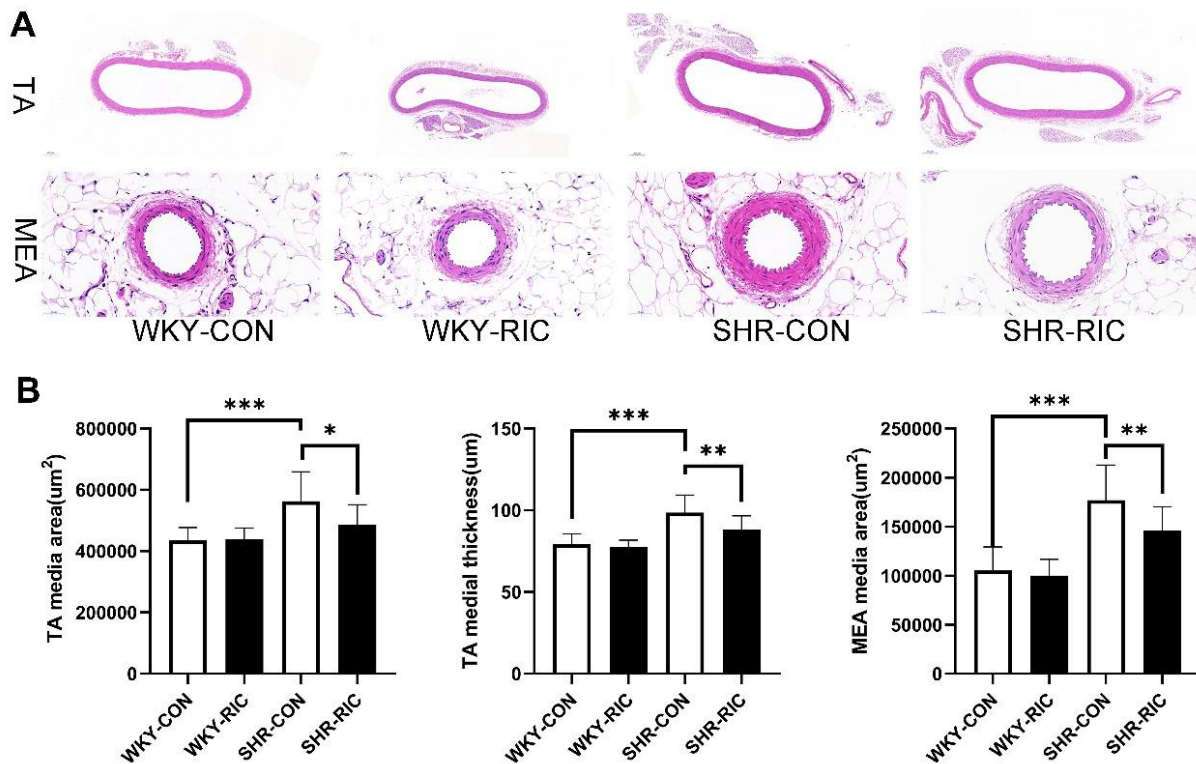 A
TA
MEA
WKY-CON
WKY-RIC
SHR-CON
SHR-RIC
B
TA media area(um²)
800000
600000
400000
200000
0
***
*
WKY-CON
WKY-RIC
SHR-CON
SHR-RIC
TA medial thickness(um)
150
100
50
0
***
**
WKY-CON
WKY-RIC
SHR-CON
SHR-RIC
MEA media area(um²)
250000
200000
150000
100000
50000
0
***
**
WKY-CON
WKY-RIC
SHR-CON
SHR-RIC